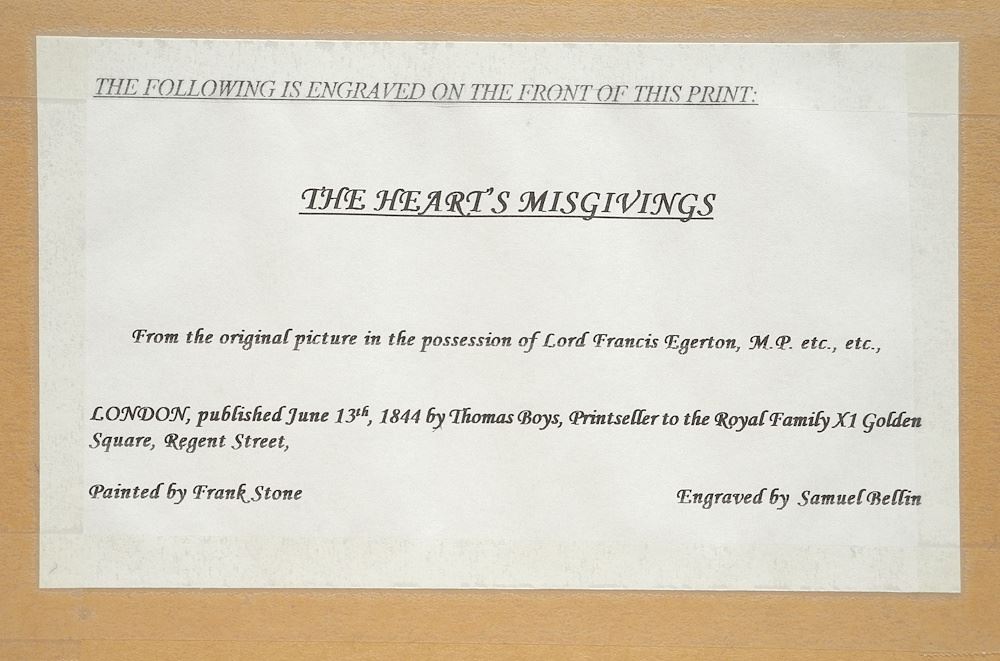 THE FOLLOWING IS ENGRAVED ON THE FRONT OF THIS PRINT:
THE HEART'S MISGIVINGS
From the original picture in the possession of Lord Francis Egerton, M.P. etc., etc.,
LONDON, published June 13th, 1844 by Thomas Boys, Printseller to the Royal Family X1 Golden
Square, Regent Street,
Painted by Frank Stone Engraved by Samuel Bellin